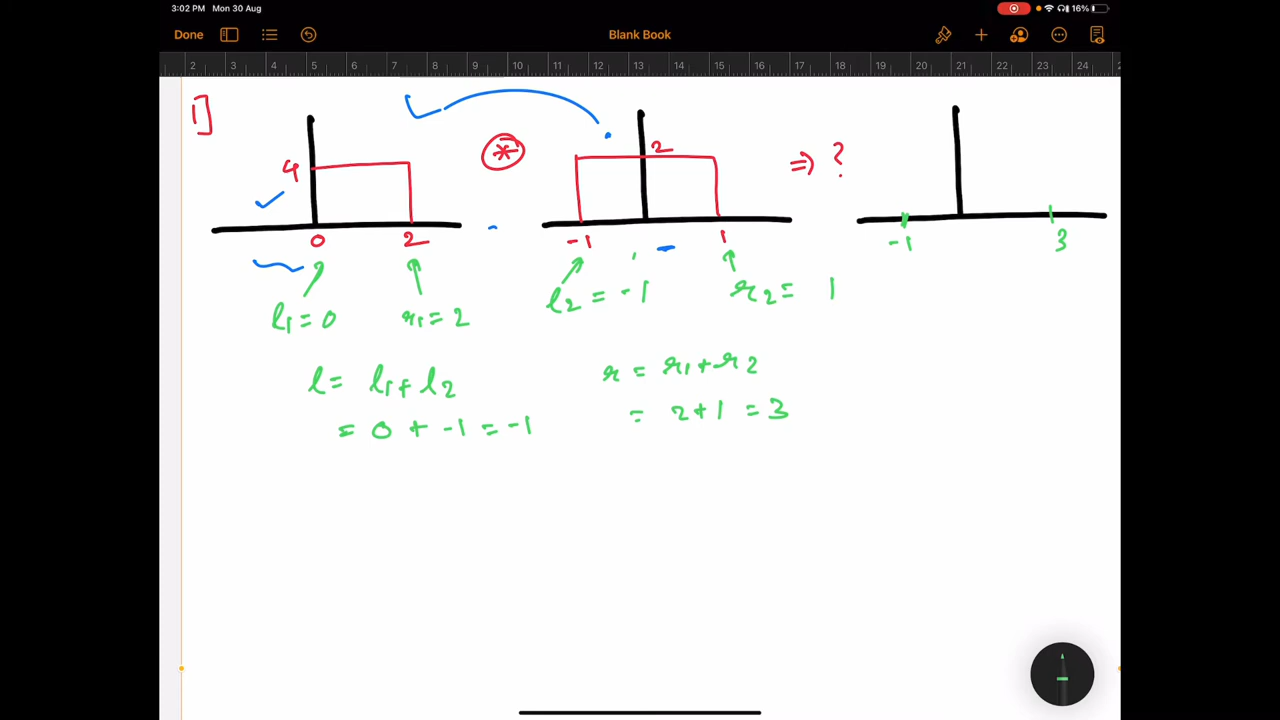 3:02 PM Mon 30 Aug
16%
Done
Blank Book
2 3 4 5 6 7 8 9 10 11 12 13 14 15 16 17 18 19 20 21 22 23 24
1]
4
*
2
⇒ ?
0 2
-1 1
-1 3
l1 = 0 r1 = 2
l2 = -1 r2 = 1
l = l1 + l2
= 0 + -1 = -1
r = r1 + r2
= 2 + 1 = 3